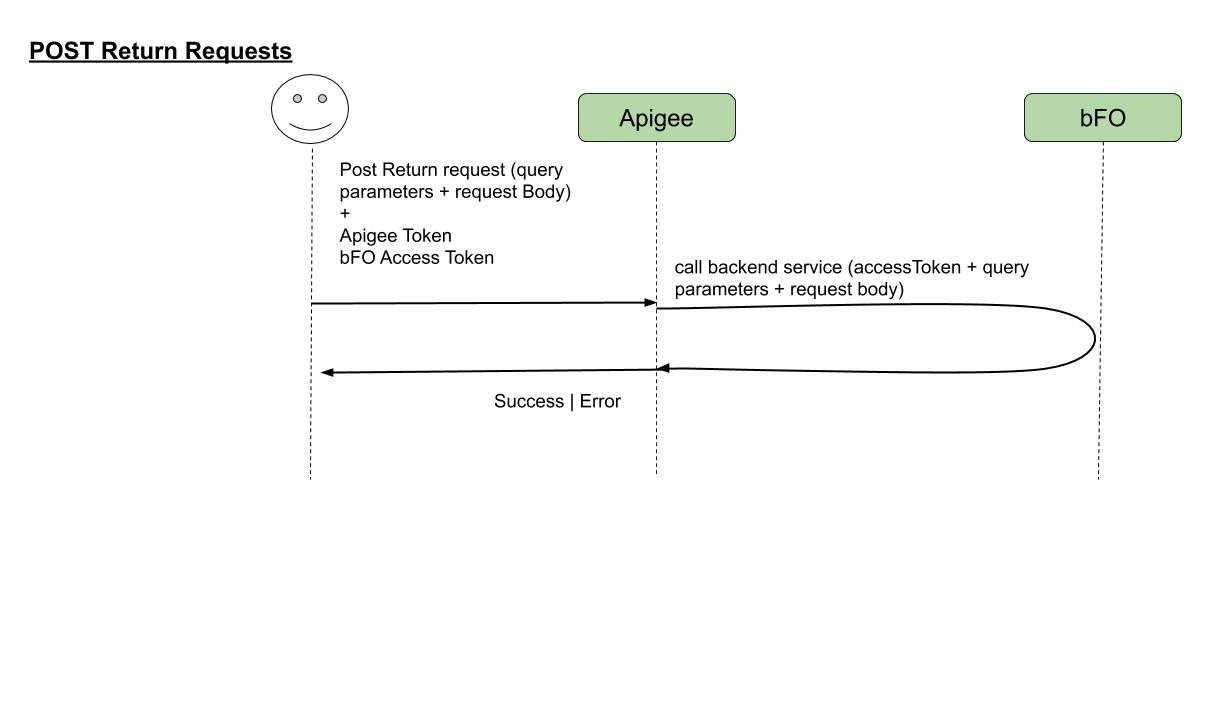 POST Return Requests
Apigee
bFO
Post Return request (query
parameters + request Body)
+
Apigee Token
bFO Access Token
call backend service (accessToken + query
parameters + request body)
Success | Error